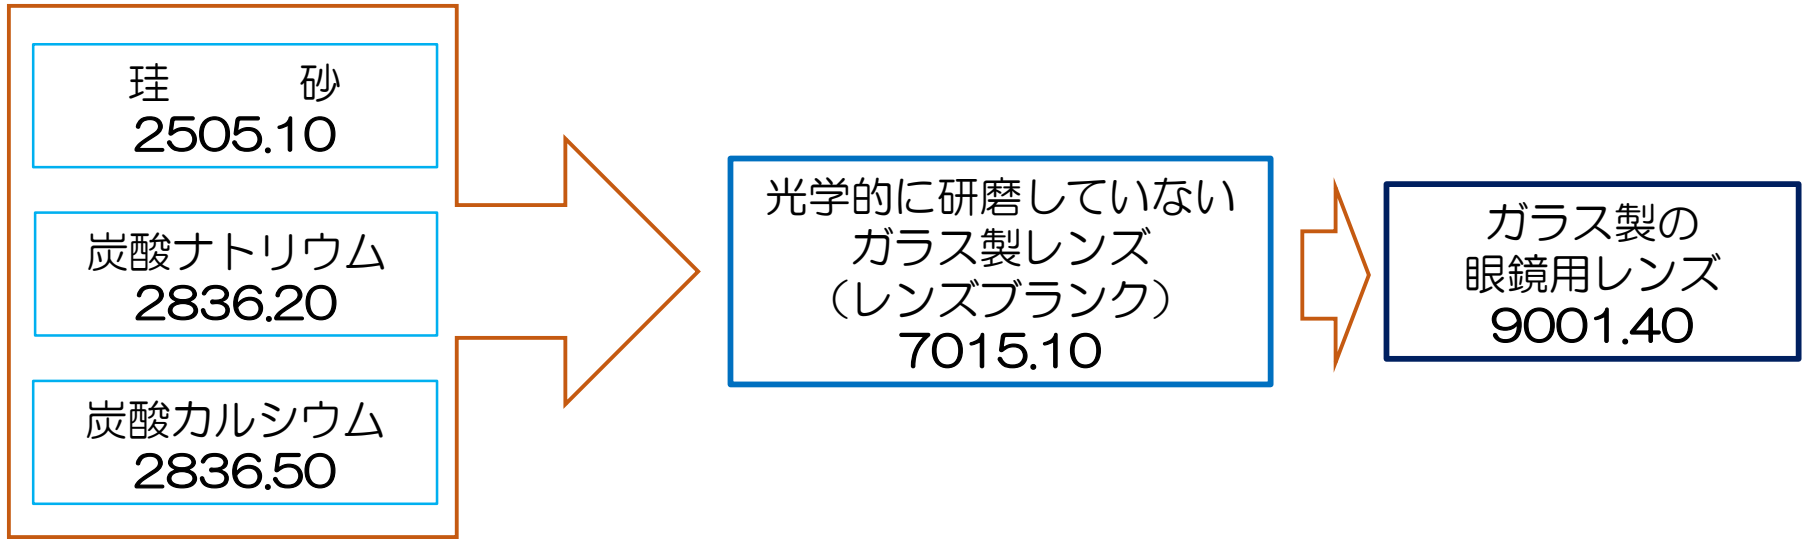 珪　　　砂
2505.10
炭酸ナトリウム
2836.20
炭酸カルシウム
2836.50
光学的に研磨していない
ガラス製レンズ
（レンズブランク）
7015.10
ガラス製の
眼鏡用レンズ
9001.40